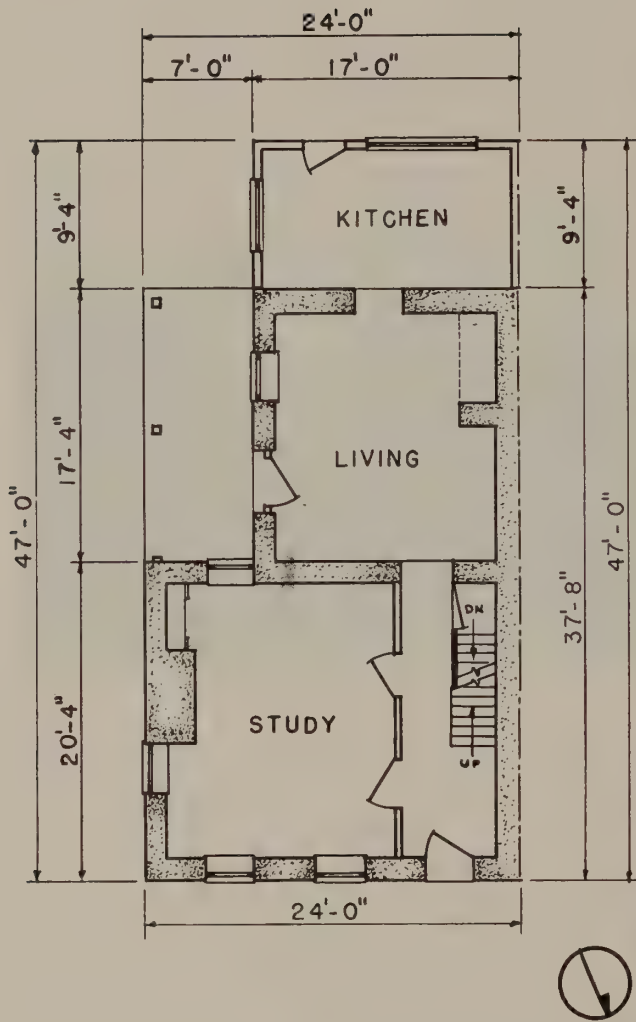 24'-0"
7'-0"
17'-0"
9'-4"
KITCHEN
9'-4"
17'-4"
LIVING
47'-0"
37'-8"
47'-0"
DN
20'-4"
STUDY
UP
24'-0"